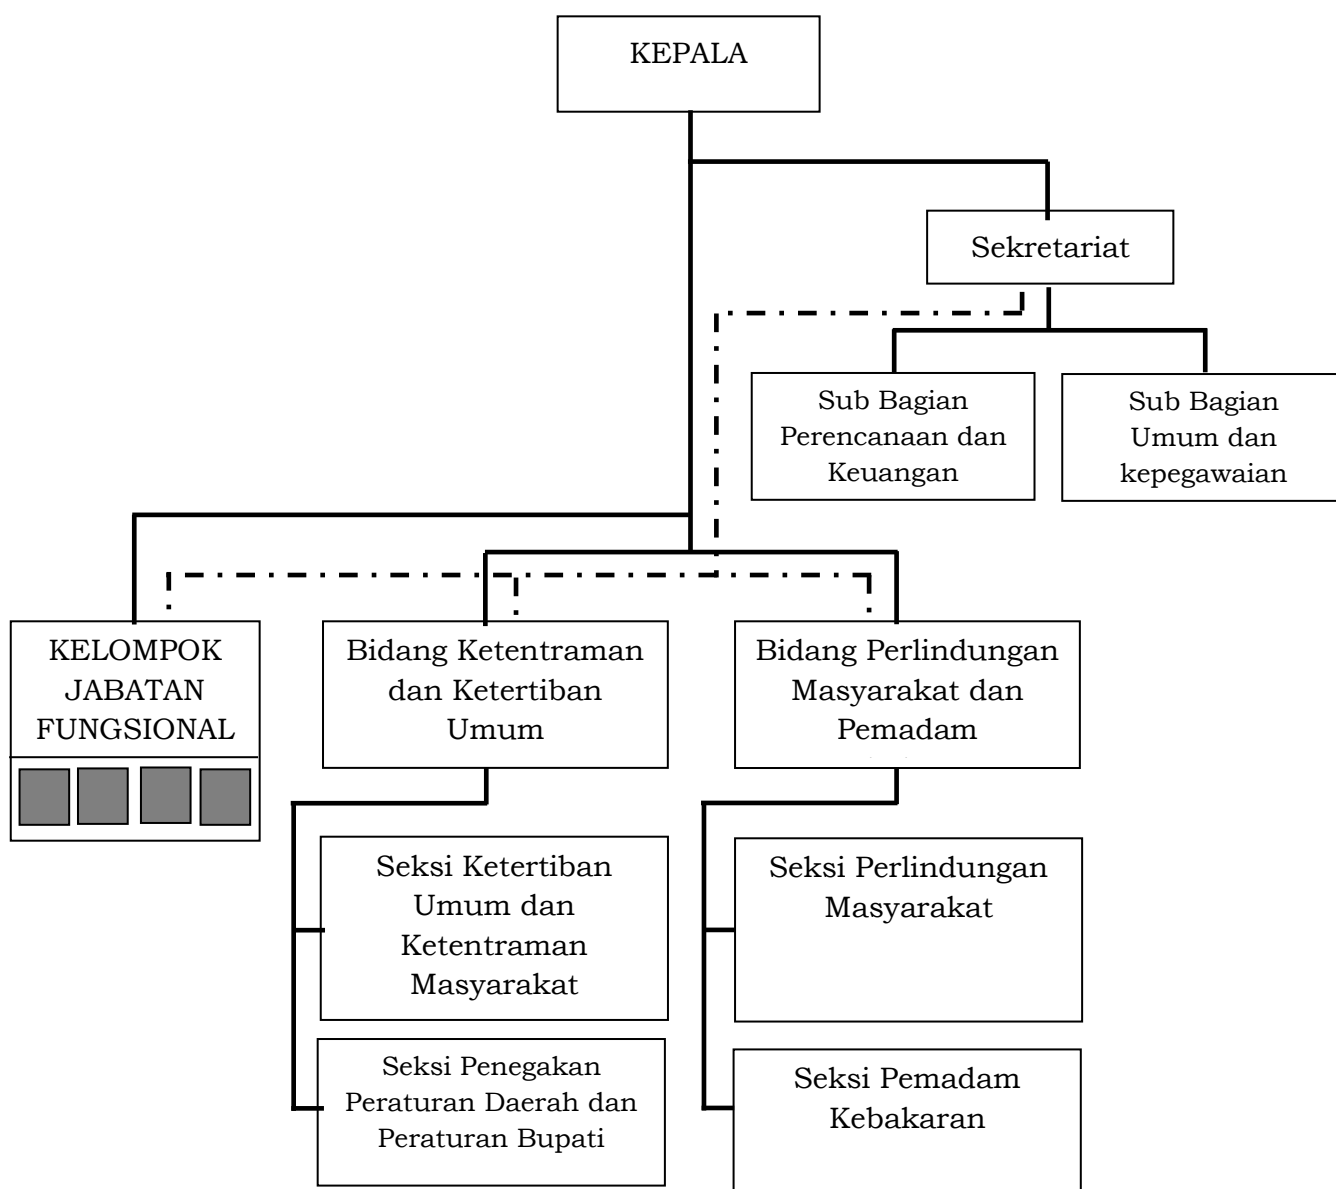 KEPALA
Sekretariat
Sub Bagian
Perencanaan dan
Keuangan
Sub Bagian
Umum dan
kepegawaian
KELOMPOK
JABATAN
FUNGSIONAL
Bidang Ketentraman
dan Ketertiban
Umum
Bidang Perlindungan
Masyarakat dan
Pemadam
Seksi Ketertiban
Umum dan
Ketentraman
Masyarakat
Seksi Perlindungan
Masyarakat
Seksi Penegakan
Peraturan Daerah dan
Peraturan Bupati
Seksi Pemadam
Kebakaran